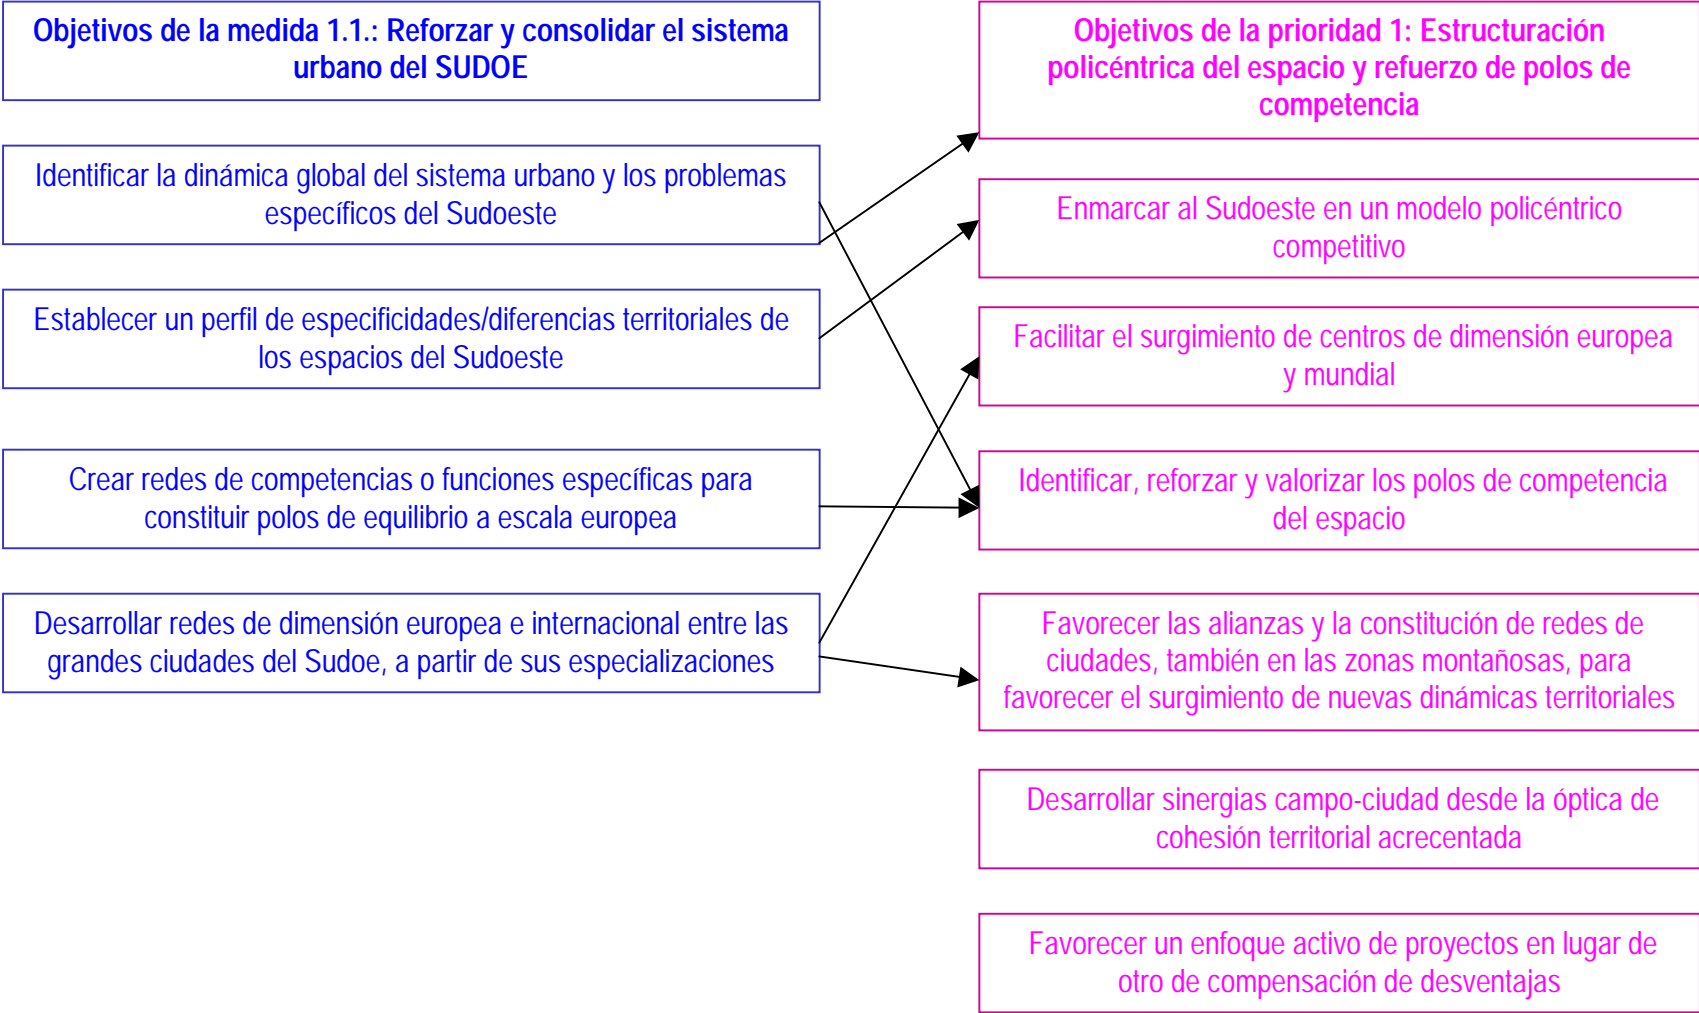 Objetivos de la medida 1.1.: Reforzar y consolidar el sistema
urbano del SUDOE
Identificar la dinámica global del sistema urbano y los problemas
específicos del Sudoeste
Establecer un perfil de especificidades/diferencias territoriales de
los espacios del Sudoeste
Crear redes de competencias o funciones específicas para
constituir polos de equilibrio a escala europea
Desarrollar redes de dimensión europea e internacional entre las
grandes ciudades del Sudoe, a partir de sus especializaciones
Objetivos de la prioridad 1: Estructuración
policéntrica del espacio y refuerzo de polos de
competencia
Enmarcar al Sudoeste en un modelo policéntrico
competitivo
Facilitar el surgimiento de centros de dimensión europea
y mundial
Identificar, reforzar y valorizar los polos de competencia
del espacio
Favorecer las alianzas y la constitución de redes de
ciudades, también en las zonas montañosas, para
favorecer el surgimiento de nuevas dinámicas territoriales
Desarrollar sinergias campo-ciudad desde la óptica de
cohesión territorial acrecentada
Favorecer un enfoque activo de proyectos en lugar de
otro de compensación de desventajas